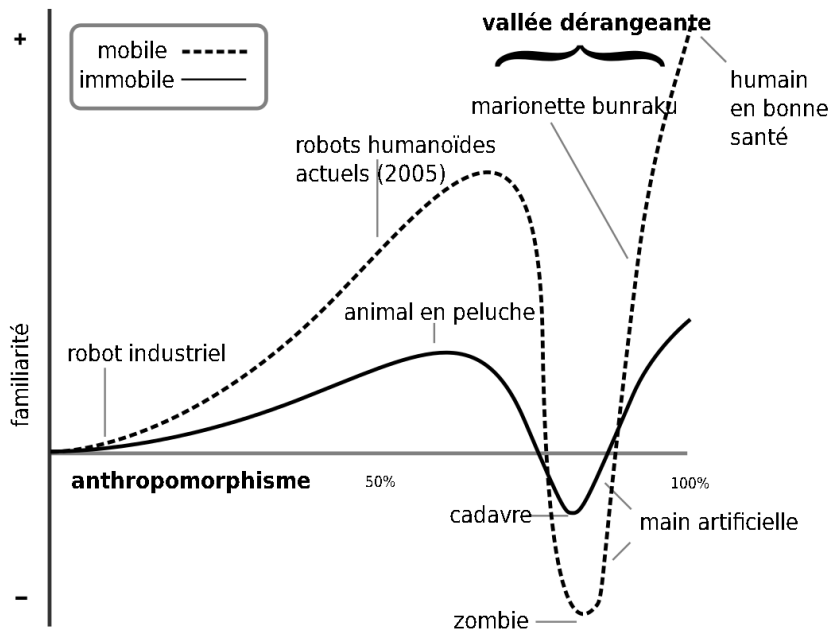 +
vallée dérangeante
mobile
immobile
humain
en bonne
santé
marionette bunraku
robots humanoïdes
actuels (2005)
animal en peluche
robot industriel
familiarité
anthropomorphisme
50%
100%
cadavre
main artificielle
–
zombie